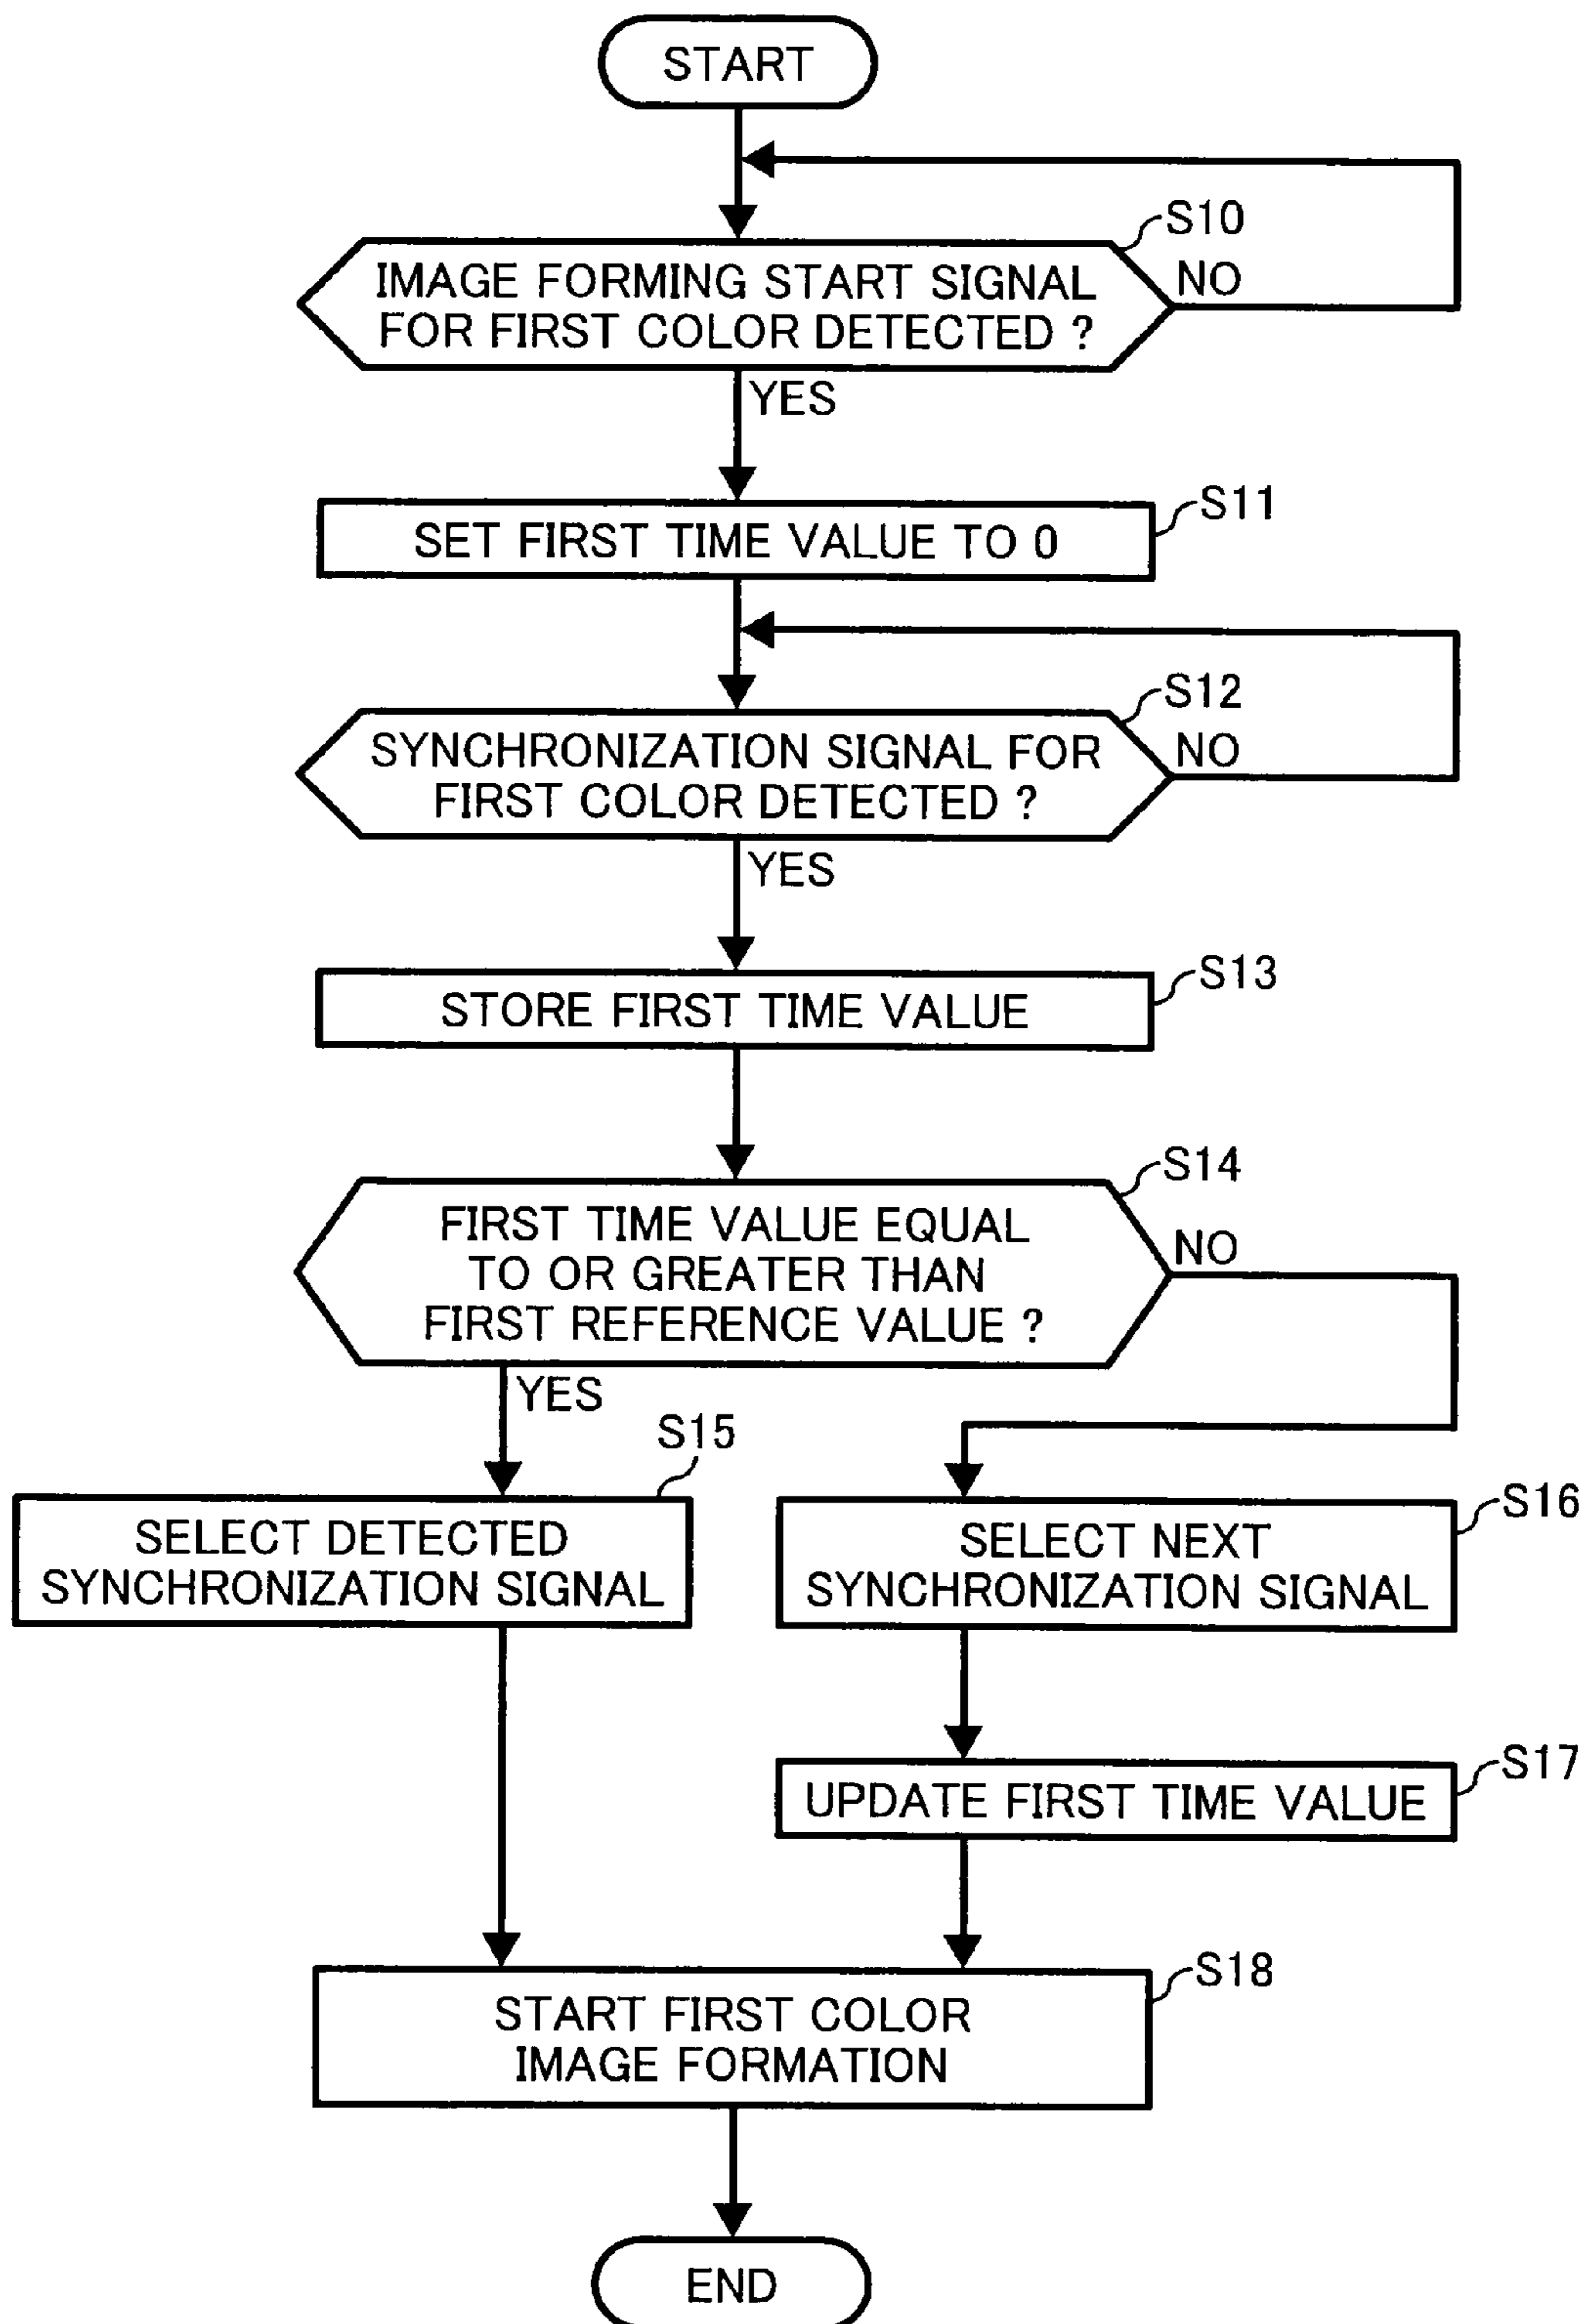 START
S10
IMAGE FORMING START SIGNAL
FOR FIRST COLOR DETECTED ?
NO
YES
S11
SET FIRST TIME VALUE TO 0
S12
SYNCHRONIZATION SIGNAL FOR
FIRST COLOR DETECTED ?
NO
YES
S13
STORE FIRST TIME VALUE
S14
FIRST TIME VALUE EQUAL
TO OR GREATER THAN
FIRST REFERENCE VALUE ?
NO
YES
S15
SELECT DETECTED
SYNCHRONIZATION SIGNAL
S16
SELECT NEXT
SYNCHRONIZATION SIGNAL
S17
UPDATE FIRST TIME VALUE
S18
START FIRST COLOR
IMAGE FORMATION
END